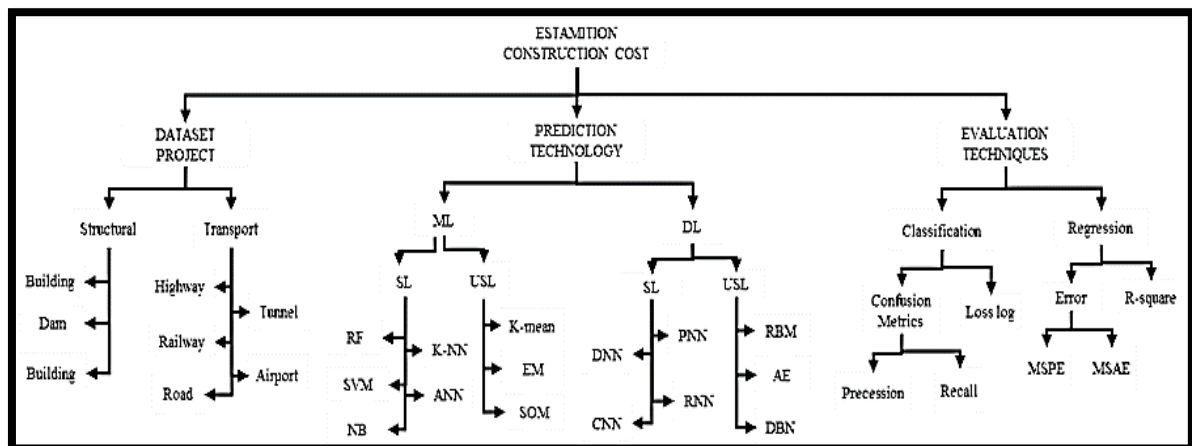 ESTAMITION
CONSTRUCTION COST
DATASET
PROJECT
PREDICTION
TECHNOLOGY
EVALUATION
TECHNIQUES
Structural
Transport
ML
DL
Classification
Regression
Building
Dam
Building
Highway
Tunnel
Railway
Airport
Road
SL
USL
RF
K-NN
SVM
ANN
NB
K-mean
EM
SOM
SL
USL
PNN
DNN
RNN
CNN
RBM
AE
DBN
Confusion
Metrics
Loss log
Precession
Recall
Error
R-square
MSPE
MSAE